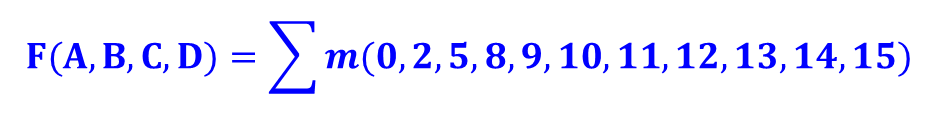 F(A, B, C, D) = ∑ m(0, 2, 5, 8, 9, 10, 11, 12, 13, 14, 15)